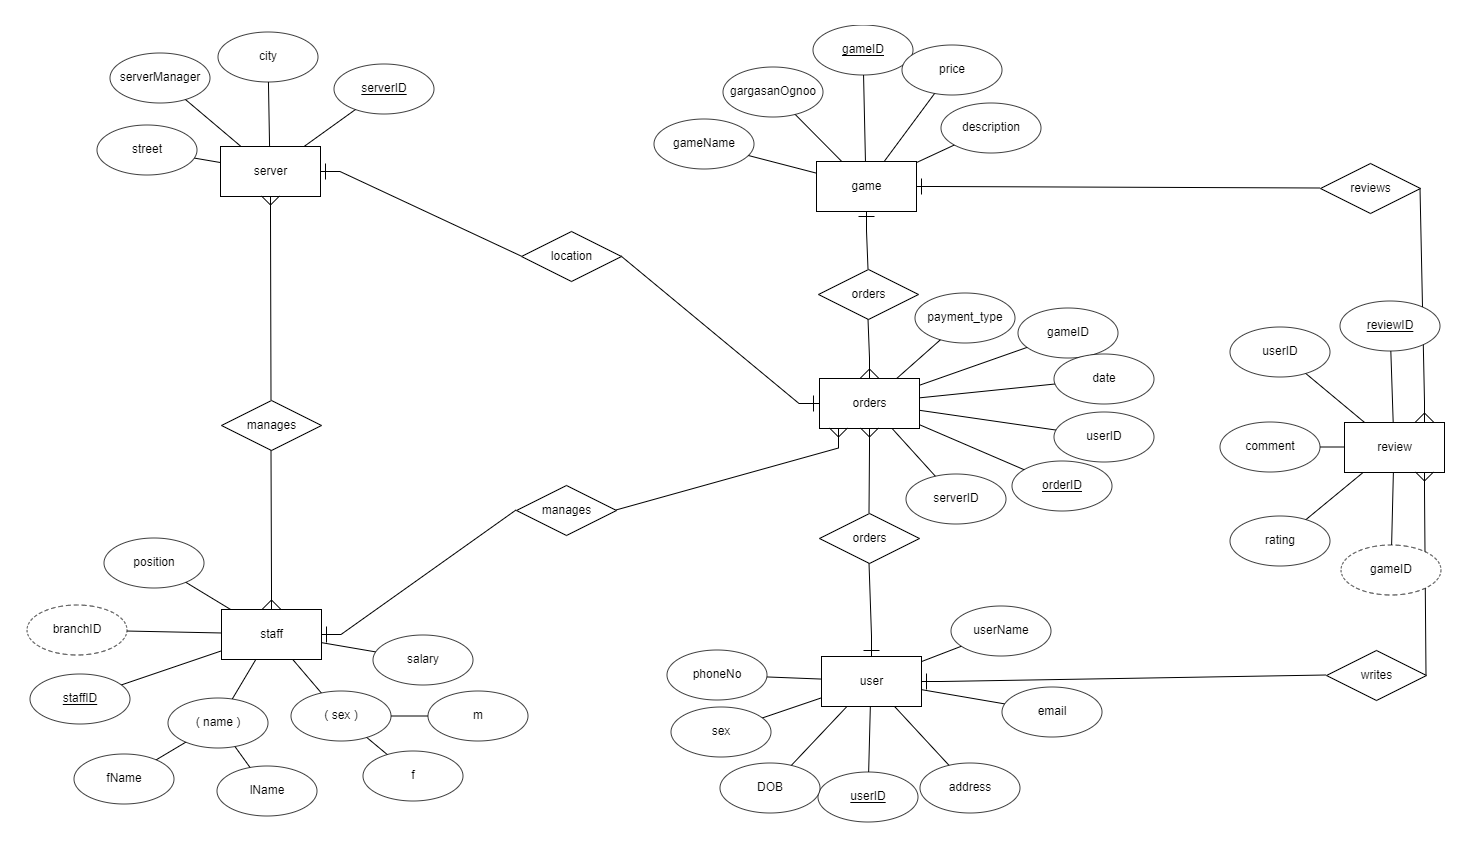 city
serverManager
serverID
street
server
gameID
price
gargasanOgnoo
description
gameName
game
reviews
location
orders
payment_type
gameID
date
orders
userID
orderID
serverID
reviewID
userID
comment
review
rating
gameID
manages
manages
orders
position
branchID
staff
salary
staffID
( name )
( sex )
m
fName
lName
f
userName
phoneNo
user
writes
sex
email
DOB
userID
address